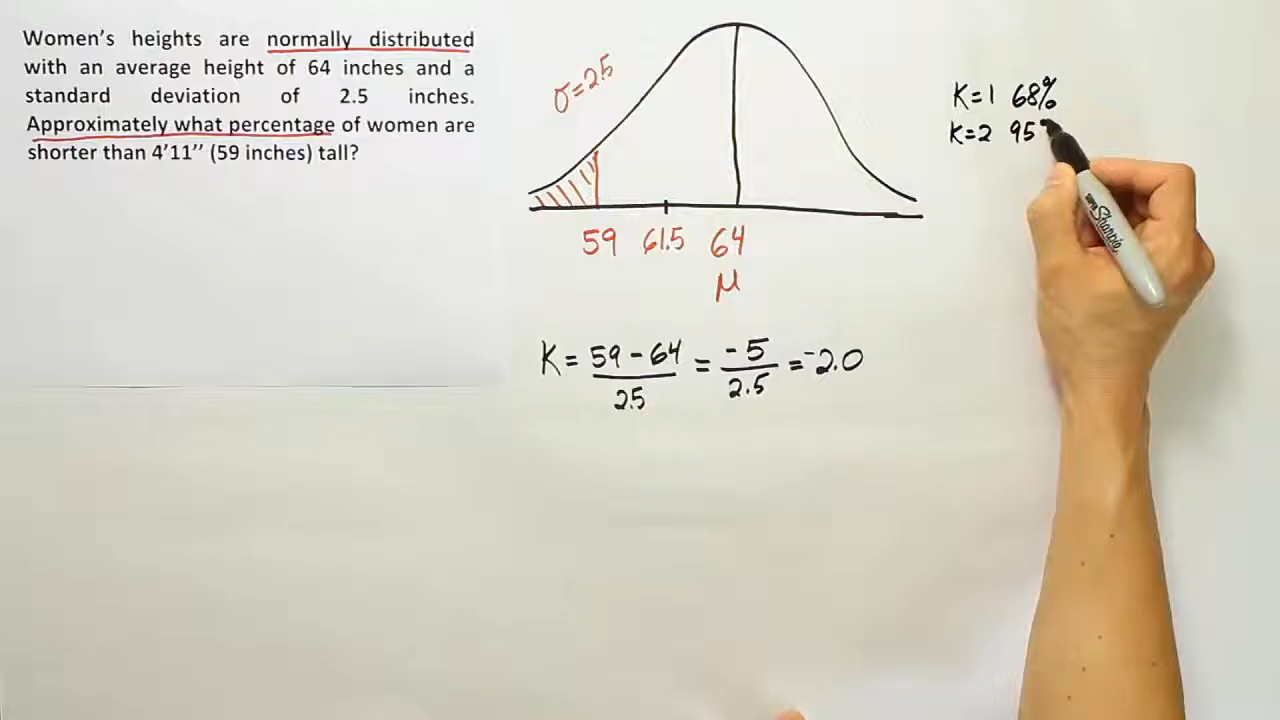 Women's heights are normally distributed
with an average height of 64 inches and a
standard deviation of 2.5 inches.
Approximately what percentage of women are
shorter than 4'11'' (59 inches) tall?
σ=2.5
59 61.5 64
μ
K = 59 - 64 / 2.5 = -5 / 2.5 = -2.0
K=1 68%
K=2 95%
Sharpie